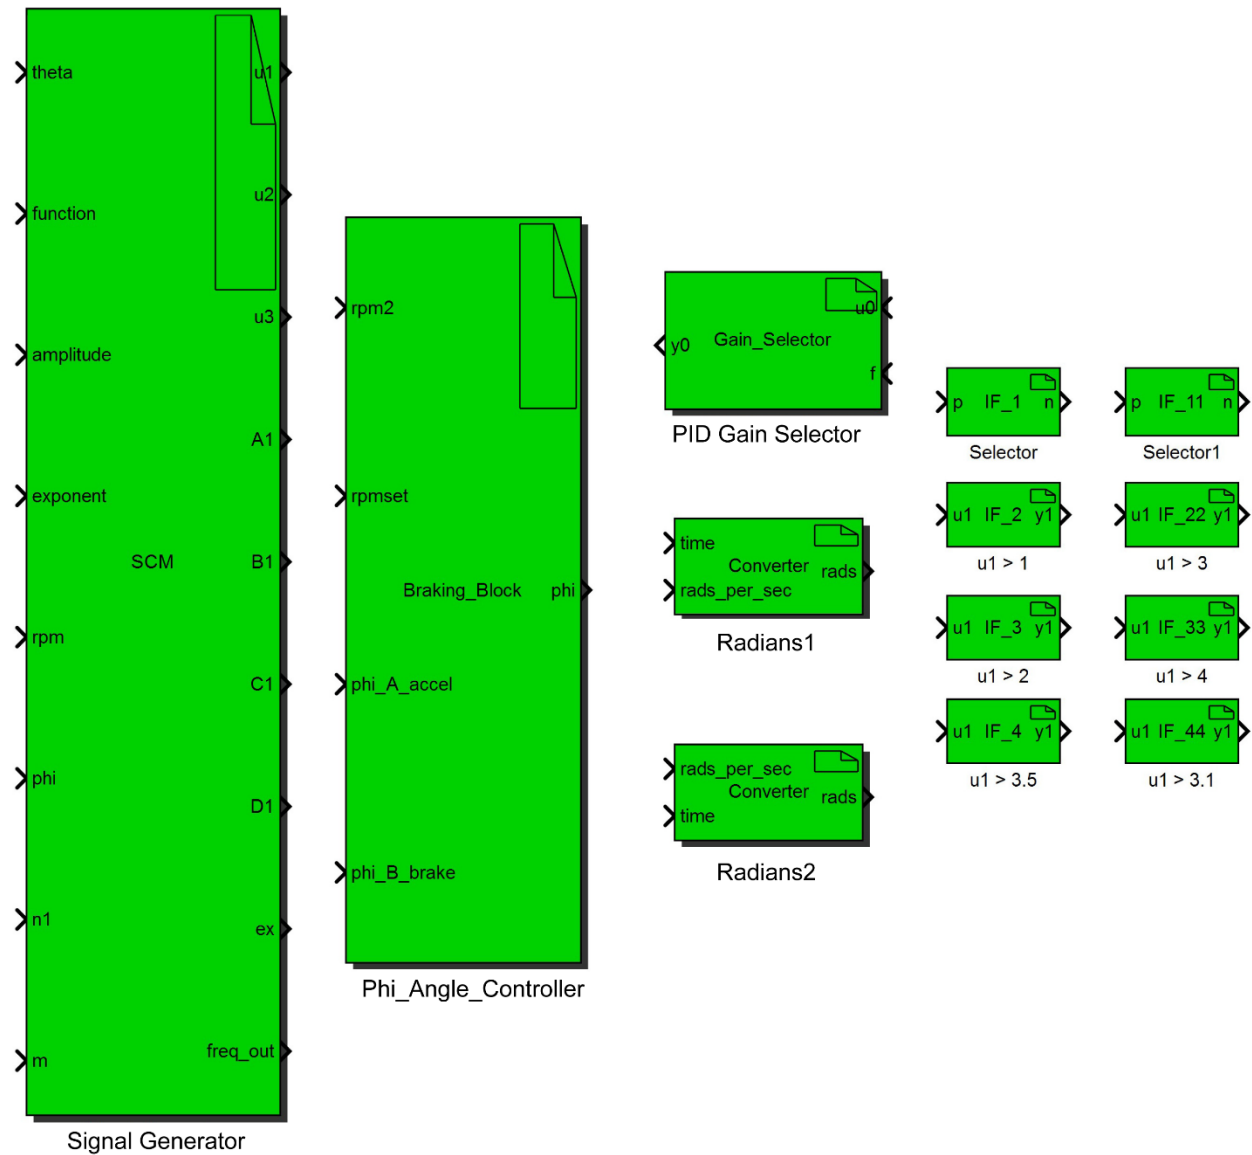 theta
function
amplitude
exponent
rpm
phi
n1
m
SCM
u1
u2
u3
A1
B1
C1
D1
ex
freq_out
Signal Generator
rpm2
rpmset
phi_A_accel
phi_B_brake
Braking_Block
phi
Phi_Angle_Controller
y0
Gain_Selector
u0
f
PID Gain Selector
time
rads_per_sec
Converter
rads
Radians1
rads_per_sec
time
Converter
rads
Radians2
p IF_1 n
Selector
u1 IF_2 y1
u1 > 1
u1 IF_3 y1
u1 > 2
u1 IF_4 y1
u1 > 3.5
p IF_11 n
Selector1
u1 IF_22 y1
u1 > 3
u1 IF_33 y1
u1 > 4
u1 IF_44 y1
u1 > 3.1